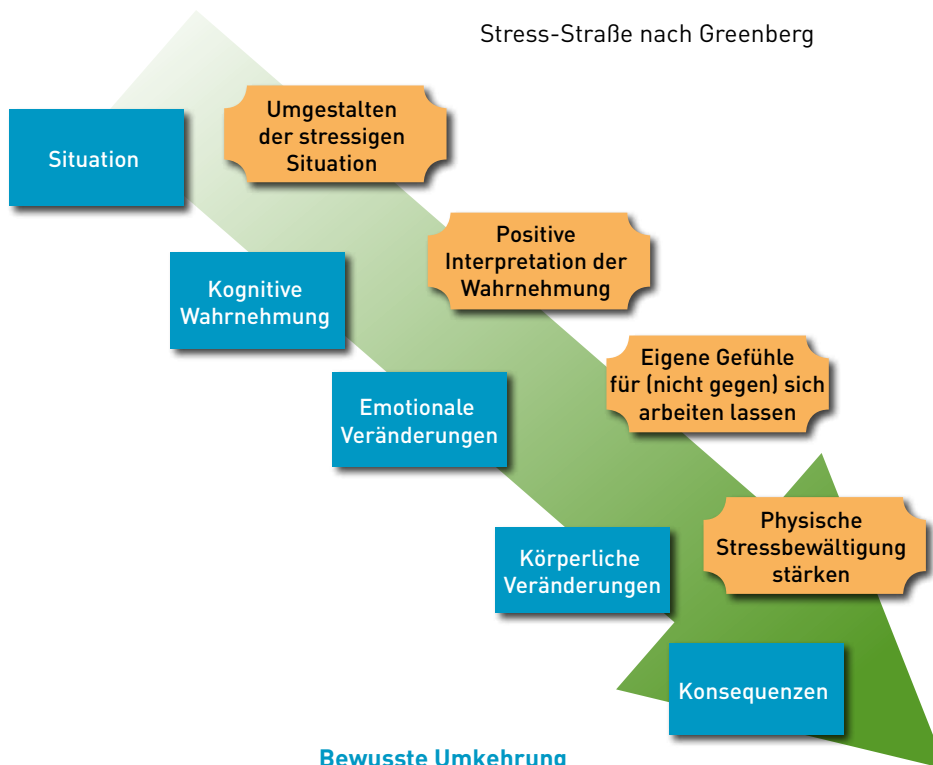 Stress-Straße nach Greenberg
Umgestalten
der stressigen
Situation
Situation
Positive
Interpretation der
Wahrnehmung
Kognitive
Wahrnehmung
Eigene Gefühle
für (nicht gegen) sich
arbeiten lassen
Emotionale
Veränderungen
Physische
Stressbewältigung
stärken
Körperliche
Veränderungen
Konsequenzen
Bewusste Umkehrung